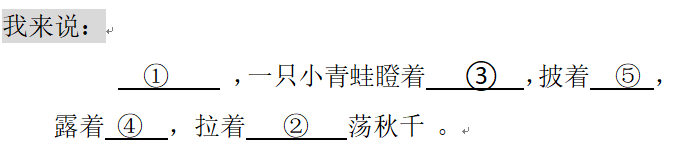 我来说：
① ，一只小青蛙瞪着 ③ ，披着 ⑤ ，
露着 ④ ，拉着 ② 荡秋千 。